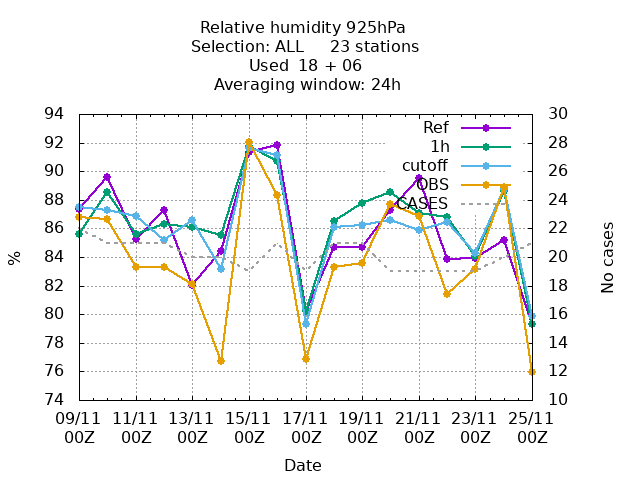 Relative humidity 925hPa
Selection: ALL     23 stations
Used  18 + 06
Averaging window: 24h
94
92
90
88
86
84
82
80
78
76
74
%
30
28
26
24
22
20
18
16
14
12
10
No cases
Ref
1h
cutoff
OBS
CASES
09/11 11/11 13/11 15/11 17/11 19/11 21/11 23/11 25/11
00Z 00Z 00Z 00Z 00Z 00Z 00Z 00Z 00Z
Date